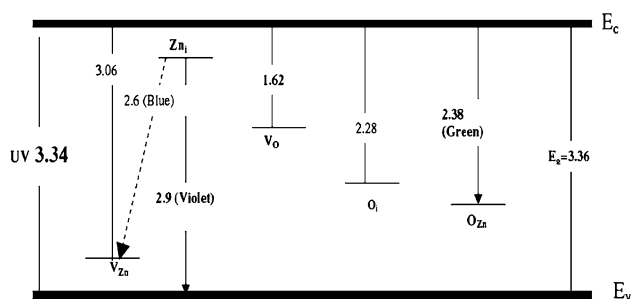 E_c
Zn_i
3.06
2.6 (Blue)
1.62
2.38
(Green)
V_O
2.28
UV 3.34
E_g=3.36
2.9 (Violet)
O_i
O_Zn
V_Zn
E_v